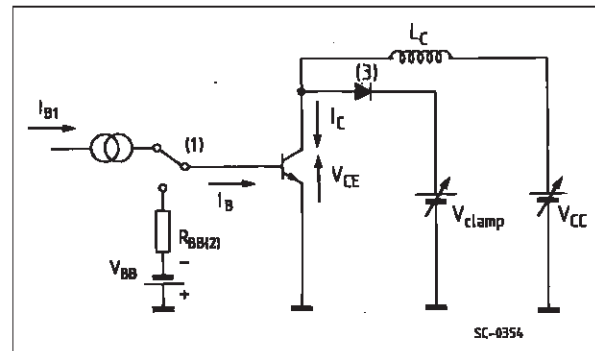 L_C
(3)
I_B1
(1)
I_C
V_CE
I_B
V_clamp
V_CC
R_BB(2)
V_BB
−
+
SC-0354